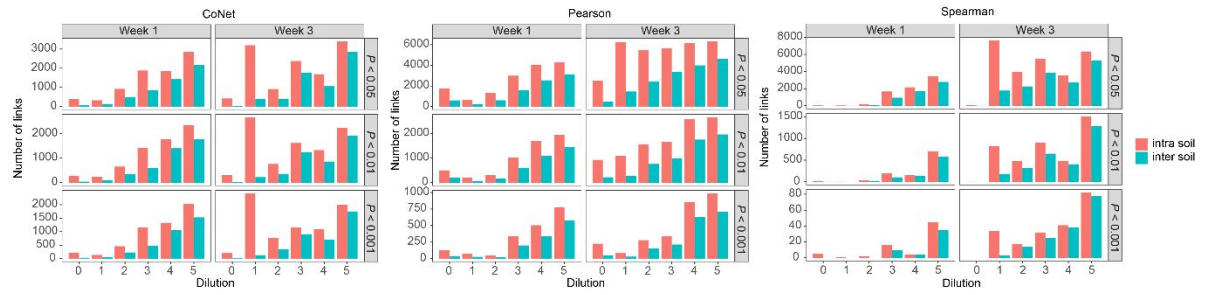 CoNet
Week 1
Week 3
Number of links
3000
2000
1000
0
P < 0.05
2000
1000
0
P < 0.01
2000
1500
1000
500
0
P < 0.001
0 1 2 3 4 5
0 1 2 3 4 5
Dilution
Pearson
Week 1
Week 3
Number of links
6000
4000
2000
0
P < 0.05
2000
1000
0
P < 0.01
1000
750
500
250
0
P < 0.001
0 1 2 3 4 5
0 1 2 3 4 5
Dilution
Spearman
Week 1
Week 3
Number of links
8000
6000
4000
2000
0
P < 0.05
1500
1000
500
0
P < 0.01
80
60
40
20
0
P < 0.001
0 1 2 3 4 5
0 1 2 3 4 5
Dilution
intra soil
inter soil